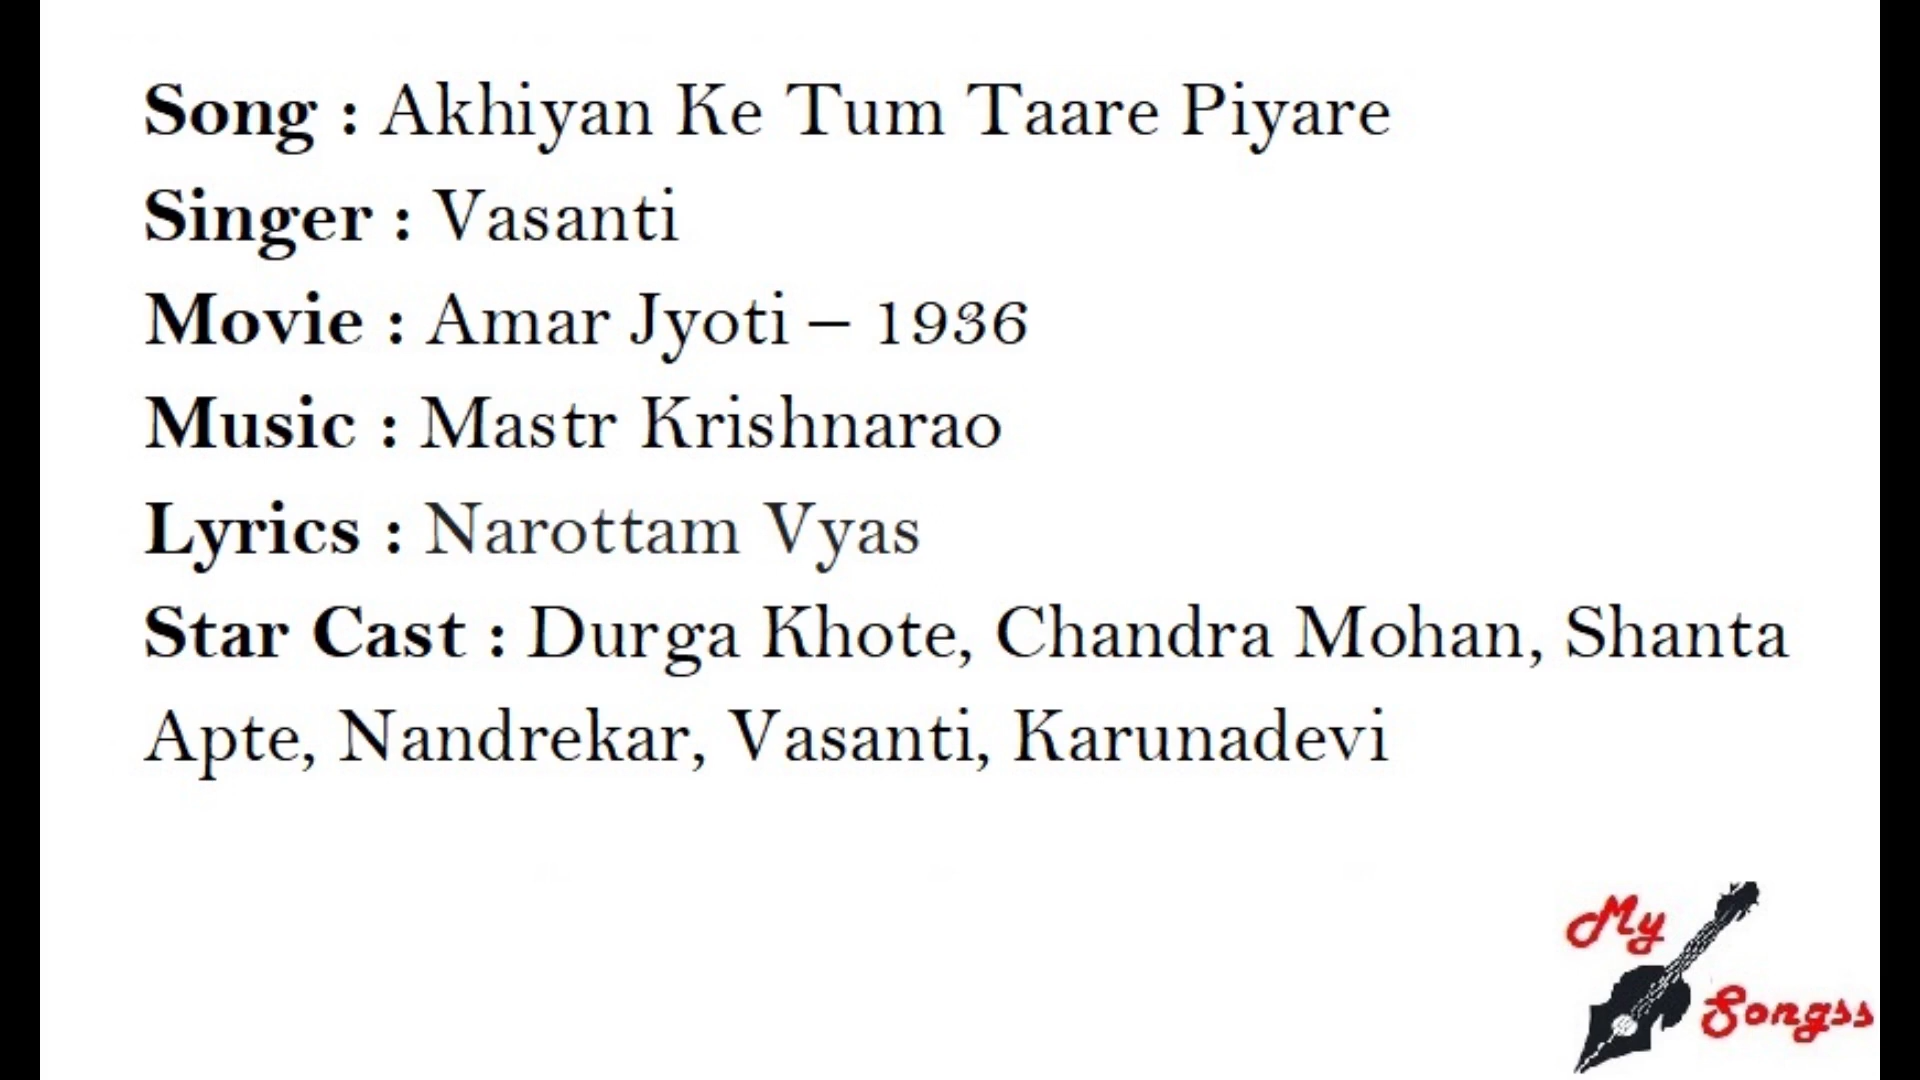 Song : Akhiyan Ke Tum Taare Piyare
Singer : Vasanti
Movie : Amar Jyoti – 1936
Music : Mastr Krishnarao
Lyrics : Narottam Vyas
Star Cast : Durga Khote, Chandra Mohan, Shanta
Apte, Nandrekar, Vasanti, Karunadevi
My
Songss